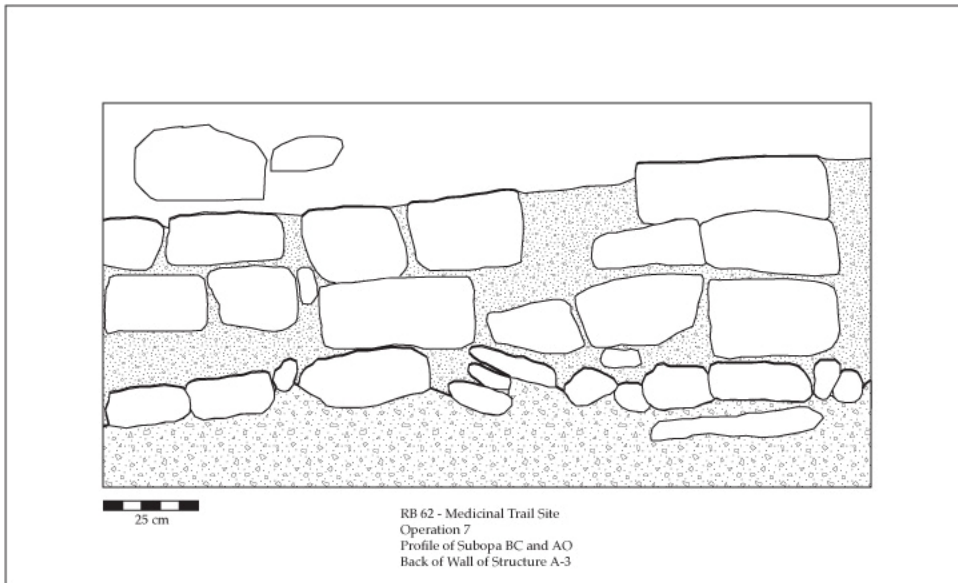 25 cm
RB 62 - Medicinal Trail Site
Operation 7
Profile of Subopa BC and AO
Back of Wall of Structure A-3